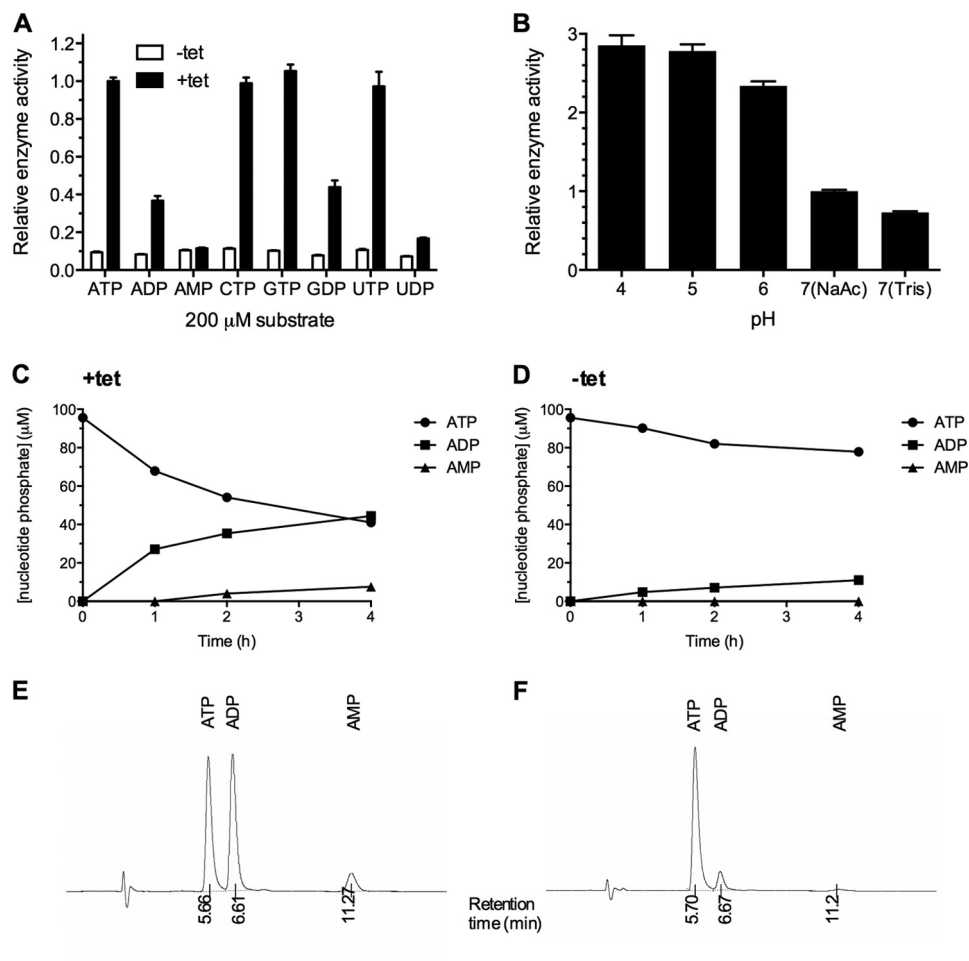 A
Relative enzyme activity
1.2
1.0
0.8
0.6
0.4
0.2
0.0
-tet
+tet
ATP ADP AMP CTP GTP GDP UTP UDP
200 μM substrate
B
Relative enzyme activity
3
2
1
0
4 5 6 7(NaAc) 7(Tris)
pH
C
+tet
[nucleotide phosphate] (μM)
100
80
60
40
20
0
0 1 2 3 4
Time (h)
ATP
ADP
AMP
D
-tet
[nucleotide phosphate] (μM)
100
80
60
40
20
0
0 1 2 3 4
Time (h)
ATP
ADP
AMP
E
ATP
ADP
AMP
5.66
6.61
11.27
Retention
time (min)
F
ATP
ADP
AMP
5.70
6.67
11.2